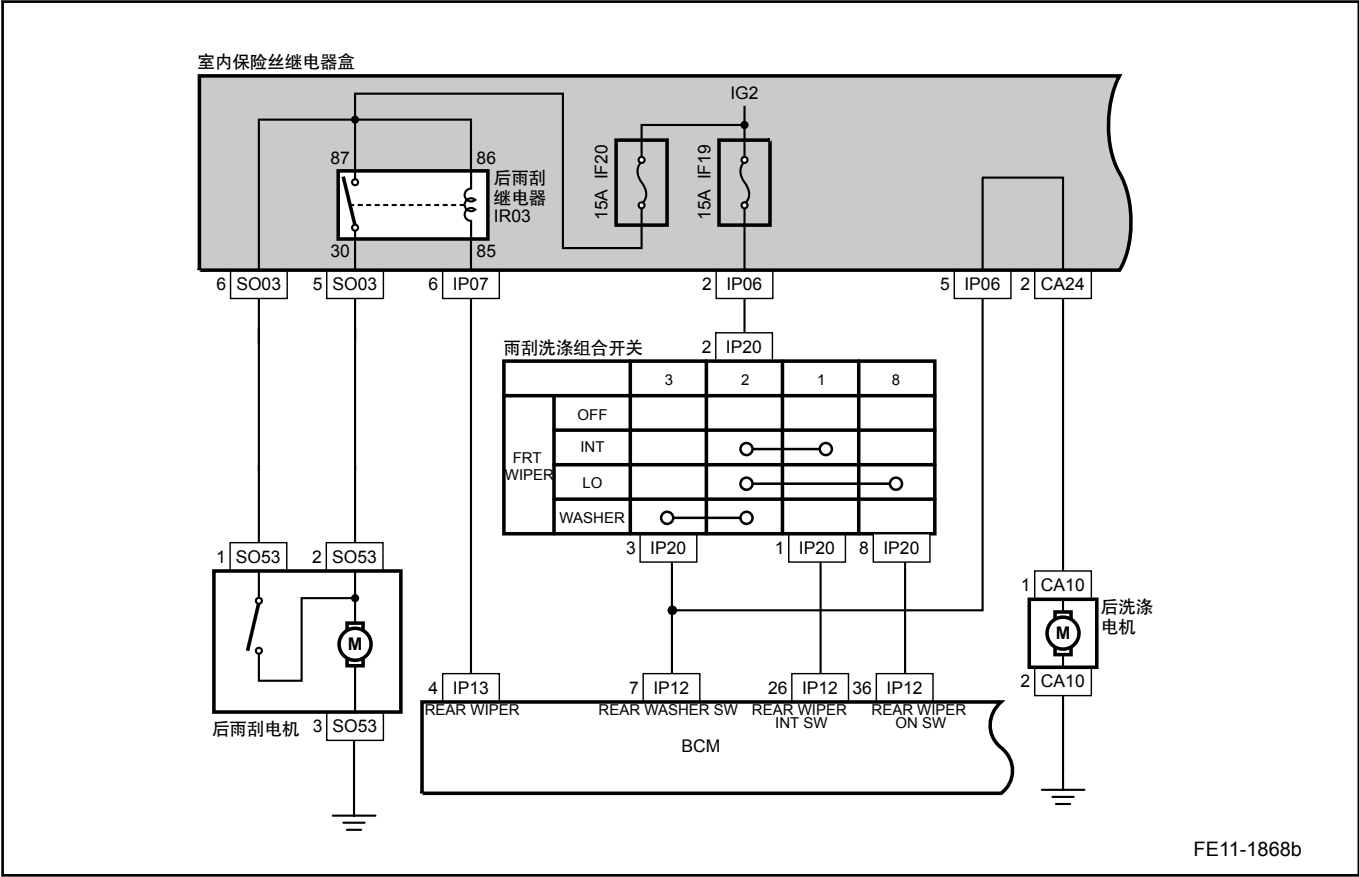 室内保险丝继电器盒
IG2
87
86
后雨刮
继电器
IR03
30
85
15A IF20
15A IF19
6 SO03
5 SO03
6 IP07
2 IP06
5 IP06
2 CA24
雨刮洗涤组合开关
2 IP20
3 2 1 8
FRT
WIPER
OFF
INT
LO
WASHER
3 IP20
1 IP20
8 IP20
1 SO53
2 SO53
M
后雨刮电机
3 SO53
1 CA10
M
后洗涤
电机
2 CA10
4 IP13
7 IP12
26 IP12
36 IP12
REAR WIPER
REAR WASHER SW
REAR WIPER
INT SW
REAR WIPER
ON SW
BCM
FE11-1868b